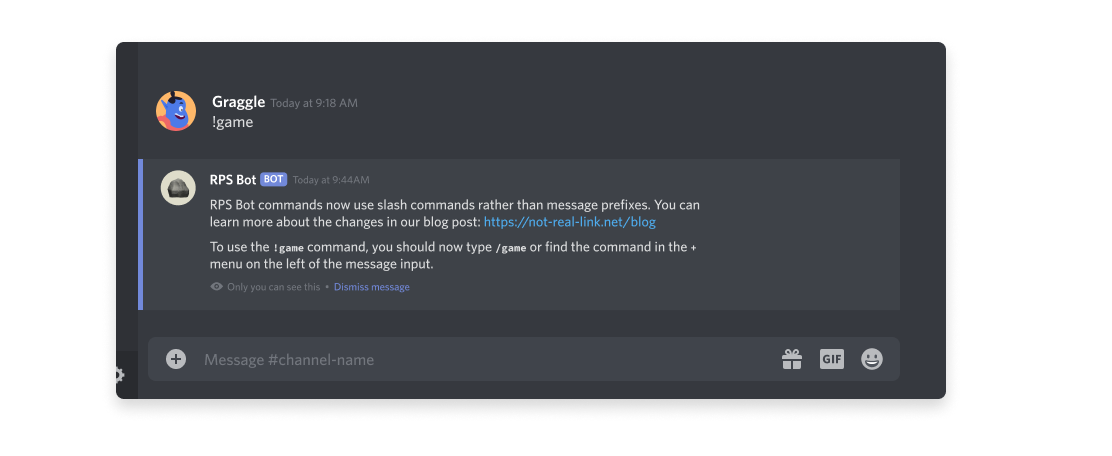 Graggle Today at 9:18 AM
!game
RPS Bot BOT Today at 9:44AM
RPS Bot commands now use slash commands rather than message prefixes. You can
learn more about the changes in our blog post: https://not-real-link.net/blog
To use the !game command, you should now type /game or find the command in the +
menu on the left of the message input.
Only you can see this • Dismiss message
Message #channel-name GIF